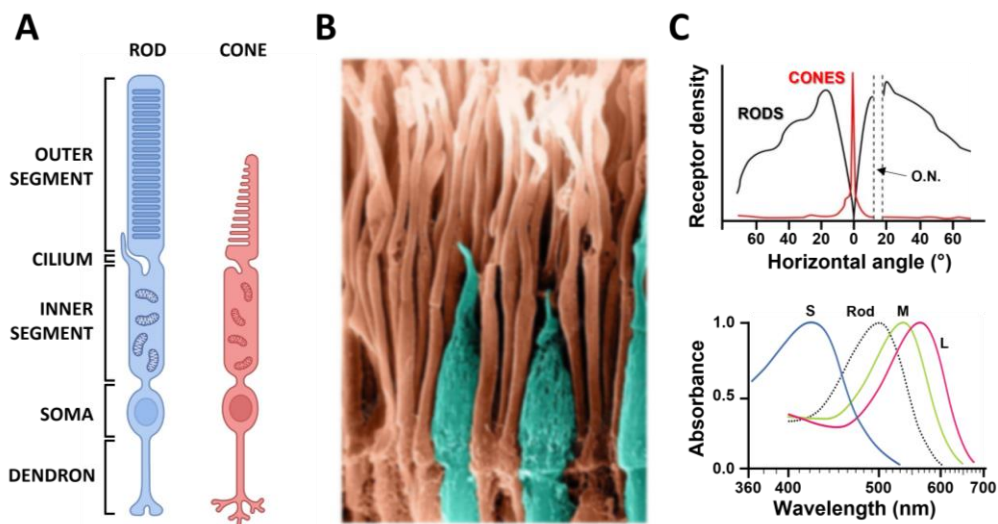 A
ROD
CONE
OUTER
SEGMENT
CILIUM
INNER
SEGMENT
SOMA
DENDRON
B
C
CONES
RODS
O.N.
Receptor density
60 40 20 0 20 40 60
Horizontal angle (°)
S Rod M
L
1.0
0.5
0.0
Absorbance
360 400 500 600 700
Wavelength (nm)